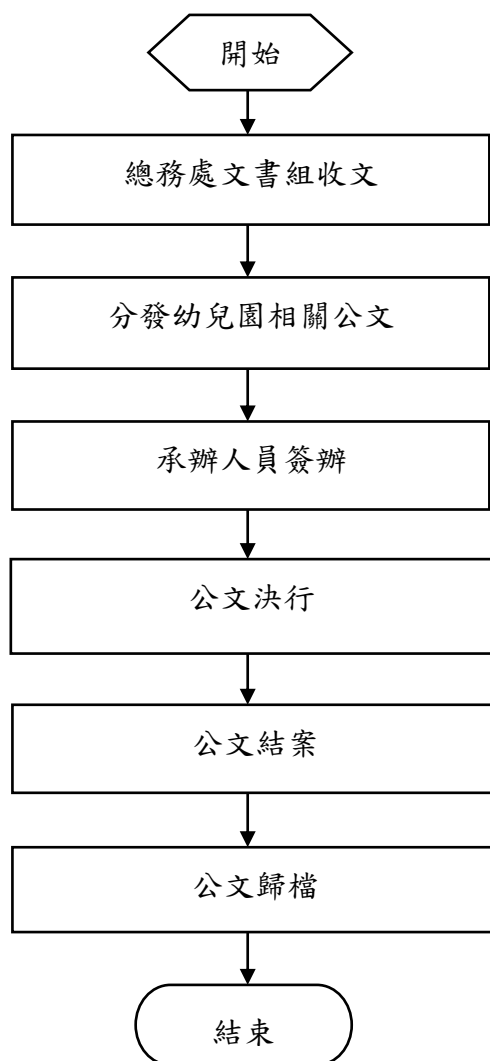 開始
總務處文書組收文
分發幼兒園相關公文
承辦人員簽辦
公文決行
公文結案
公文歸檔
結束